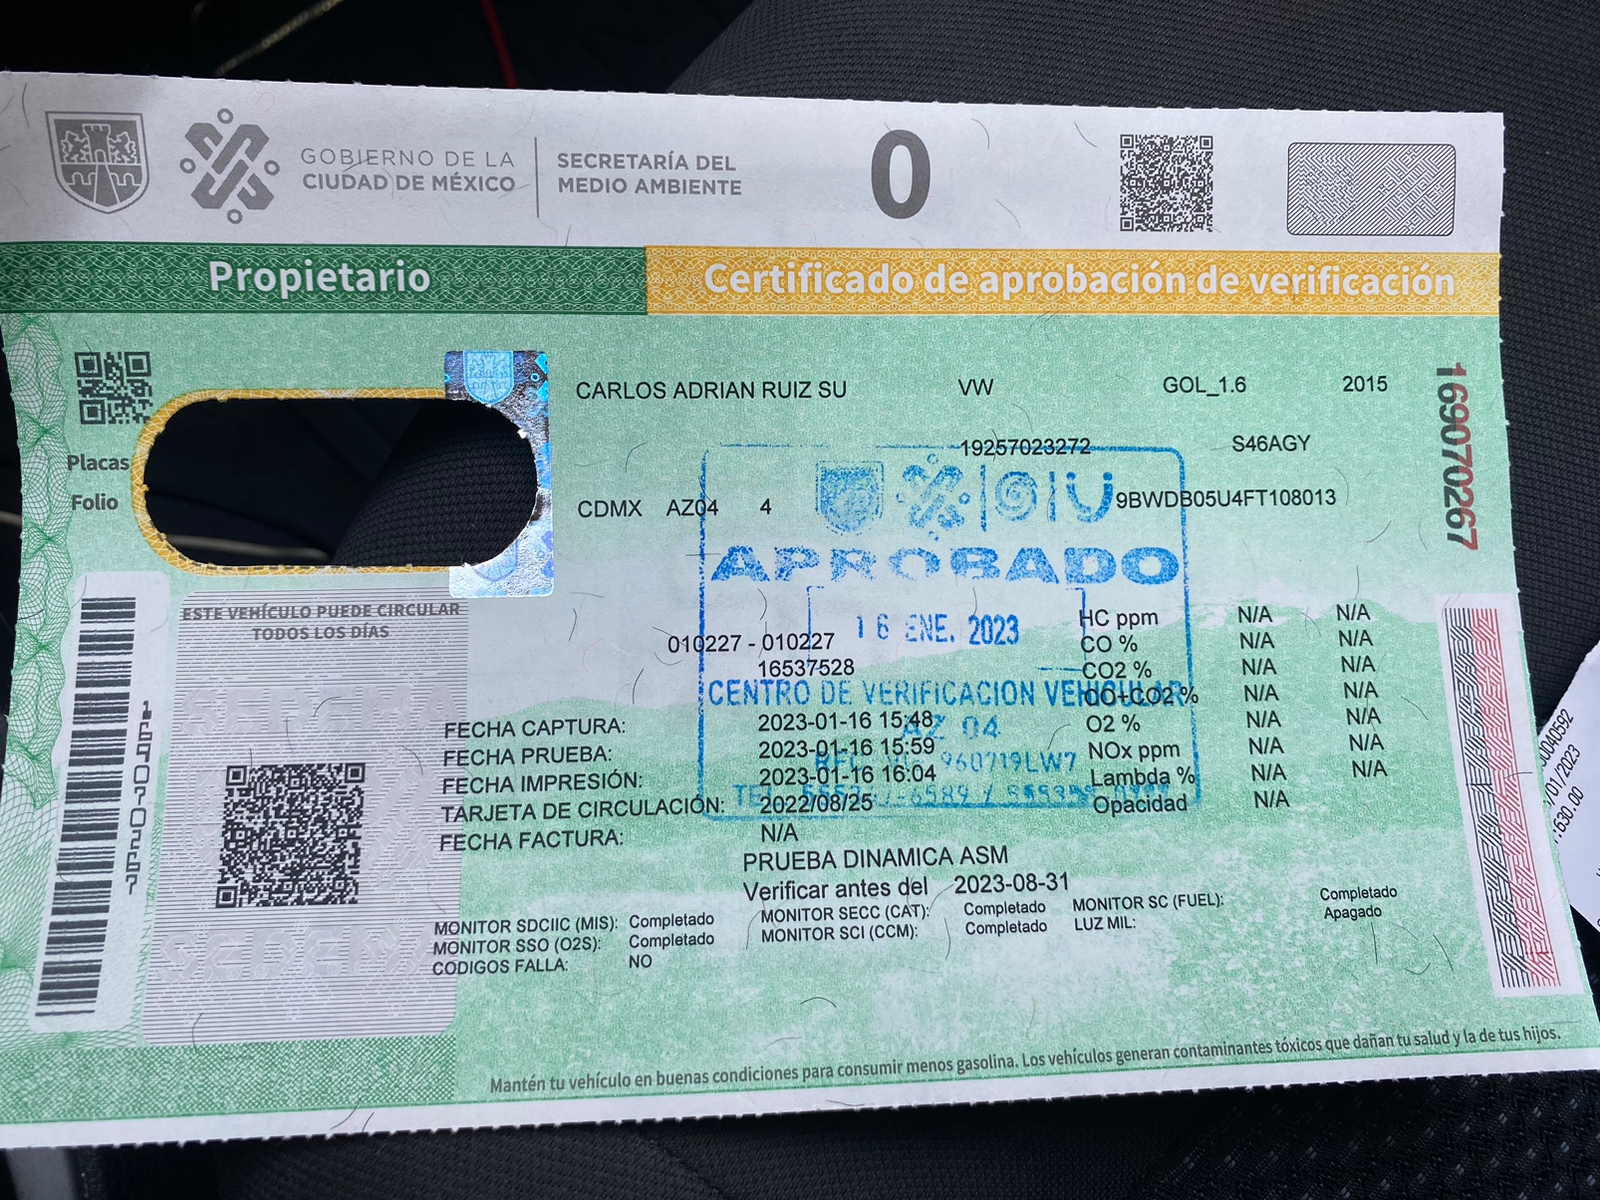 GOBIERNO DE LA
CIUDAD DE MÉXICO
SECRETARÍA DEL
MEDIO AMBIENTE
0
Propietario
Certificado de aprobación de verificación
CARLOS ADRIAN RUIZ SU VW GOL_1.6 2015
Placas
19257023272 S46AGY
Folio
CDMX AZ04 4 9BWDB05U4FT108013
169070267
APROBADO
ESTE VEHÍCULO PUEDE CIRCULAR
TODOS LOS DÍAS
16 ENE. 2023
010227 - 010227
16537528
CENTRO DE VERIFICACION VEHICULAR
AZ 04
HC ppm N/A N/A
CO % N/A N/A
CO2 % N/A N/A
CO+CO2 % N/A N/A
O2 % N/A N/A
NOx ppm N/A N/A
Lambda % N/A N/A
Opacidad N/A
FECHA CAPTURA: 2023-01-16 15:48
FECHA PRUEBA: 2023-01-16 15:59
FECHA IMPRESIÓN: 2023-01-16 16:04
TARJETA DE CIRCULACIÓN: 2022/08/25
FECHA FACTURA: N/A
PRUEBA DINAMICA ASM
Verificar antes del 2023-08-31
MONITOR SDCIIC (MIS): Completado MONITOR SECC (CAT): Completado MONITOR SC (FUEL): Completado
MONITOR SSO (O2S): Completado MONITOR SCI (CCM): Completado LUZ MIL: Apagado
CODIGOS FALLA: NO
169070267
Mantén tu vehículo en buenas condiciones para consumir menos gasolina. Los vehículos generan contaminantes tóxicos que dañan tu salud y la de tus hijos.